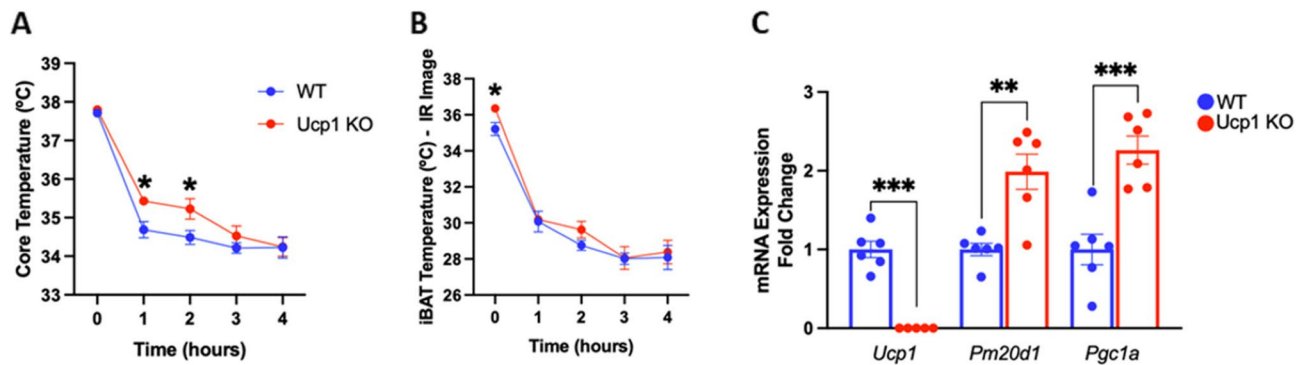 A
Core Temperature (ºC)
39
38
37
36
35
34
33
*
*
WT
Ucp1 KO
0 1 2 3 4
Time (hours)
B
iBAT Temperature (ºC) - IR Image
38
36
34
32
30
28
26
*
0 1 2 3 4
Time (hours)
C
mRNA Expression
Fold Change
3
2
1
0
***
**
***
WT
Ucp1 KO
Ucp1 Pm20d1 Pgc1a